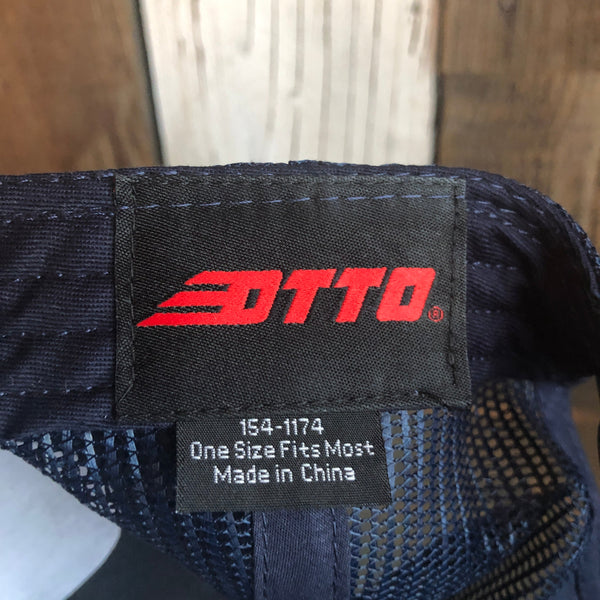 OTTO®
154-1174
One Size Fits Most
Made in China